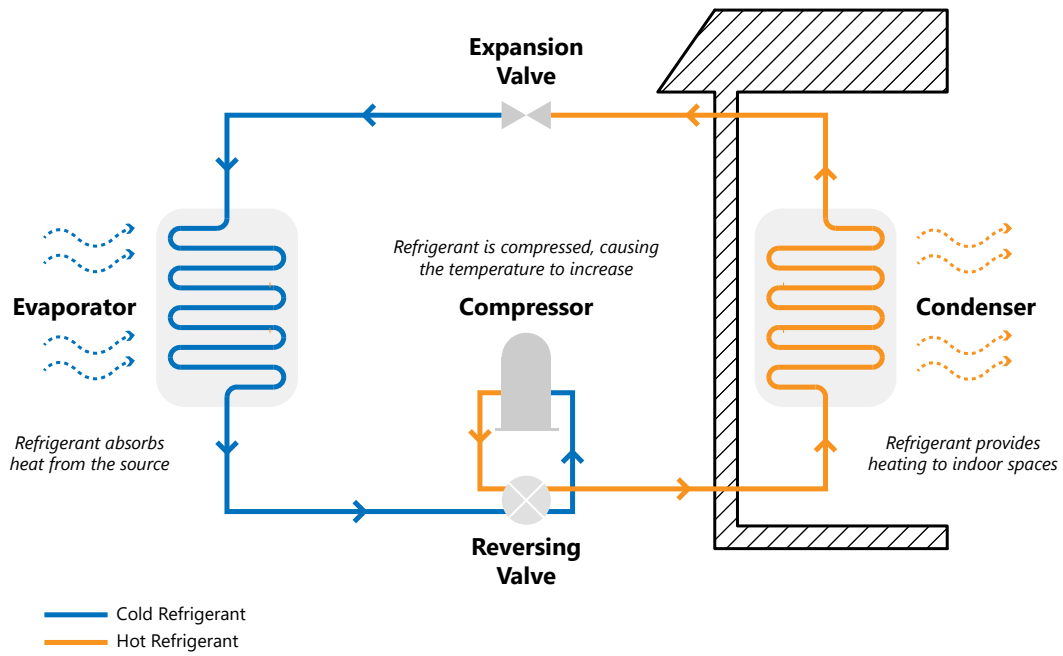 Expansion
Valve
Refrigerant is compressed, causing
the temperature to increase
Evaporator
Compressor
Condenser
Refrigerant absorbs
heat from the source
Refrigerant provides
heating to indoor spaces
Reversing
Valve
Cold Refrigerant
Hot Refrigerant